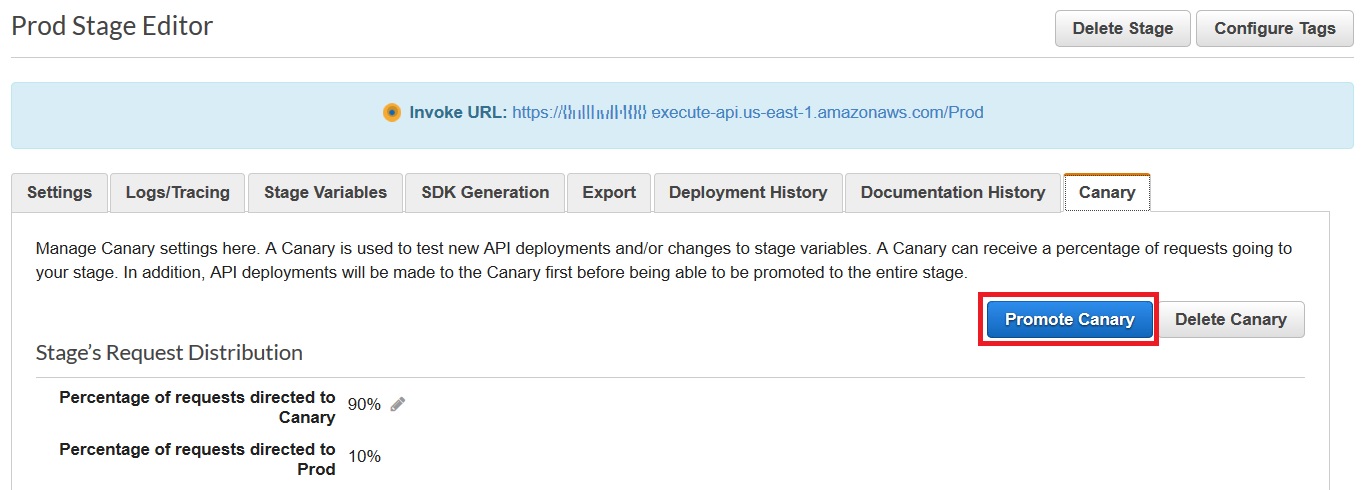 Prod Stage Editor
Delete Stage
Configure Tags
Invoke URL: https:// execute-api.us-east-1.amazonaws.com/Prod
Settings
Logs/Tracing
Stage Variables
SDK Generation
Export
Deployment History
Documentation History
Canary
Manage Canary settings here. A Canary is used to test new API deployments and/or changes to stage variables. A Canary can receive a percentage of requests going to
your stage. In addition, API deployments will be made to the Canary first before being able to be promoted to the entire stage.
Promote Canary
Delete Canary
Stage's Request Distribution
Percentage of requests directed to
Canary
90%
Percentage of requests directed to
Prod
10%